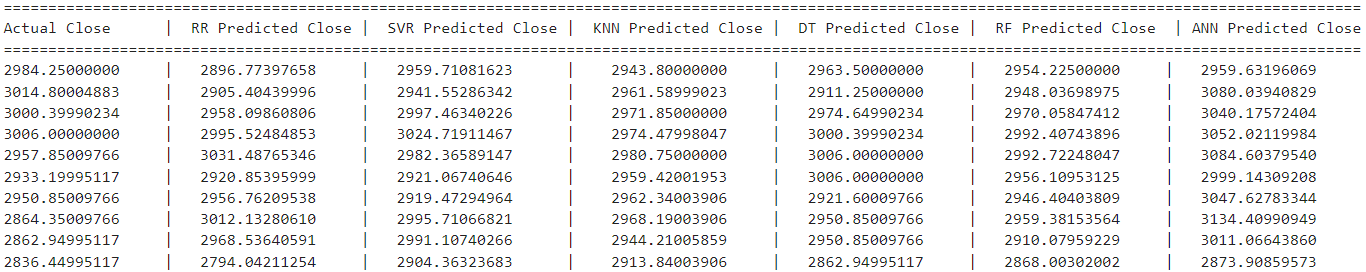 ========================================================================================================================================================
Actual Close | RR Predicted Close | SVR Predicted Close | KNN Predicted Close | DT Predicted Close | RF Predicted Close | ANN Predicted Close
========================================================================================================================================================
2984.25000000 | 2896.77397658 | 2959.71081623 | 2943.80000000 | 2963.50000000 | 2954.22500000 | 2959.63196069
3014.80004883 | 2905.40439996 | 2941.55286342 | 2961.58999023 | 2911.25000000 | 2948.03698975 | 3080.03940829
3000.39990234 | 2958.09860806 | 2997.46340226 | 2971.85000000 | 2974.64990234 | 2970.05847412 | 3040.17572404
3006.00000000 | 2995.52484853 | 3024.71911467 | 2974.47998047 | 3000.39990234 | 2992.40743896 | 3052.02119984
2957.85009766 | 3031.48765346 | 2982.36589147 | 2980.75000000 | 3006.00000000 | 2992.72248047 | 3084.60379540
2933.19995117 | 2920.85395999 | 2921.06740646 | 2959.42001953 | 3006.00000000 | 2956.10953125 | 2999.14309208
2950.85009766 | 2956.76209538 | 2919.47294964 | 2962.34003906 | 2921.60009766 | 2946.40403809 | 3047.62783344
2864.35009766 | 3012.13280610 | 2995.71066821 | 2968.19003906 | 2950.85009766 | 2959.38153564 | 3134.40990949
2862.94995117 | 2968.53640591 | 2991.10740266 | 2944.21005859 | 2950.85009766 | 2910.07959229 | 3011.06643860
2836.44995117 | 2794.04211254 | 2904.36323683 | 2913.84003906 | 2862.94995117 | 2868.00302002 | 2873.90859573